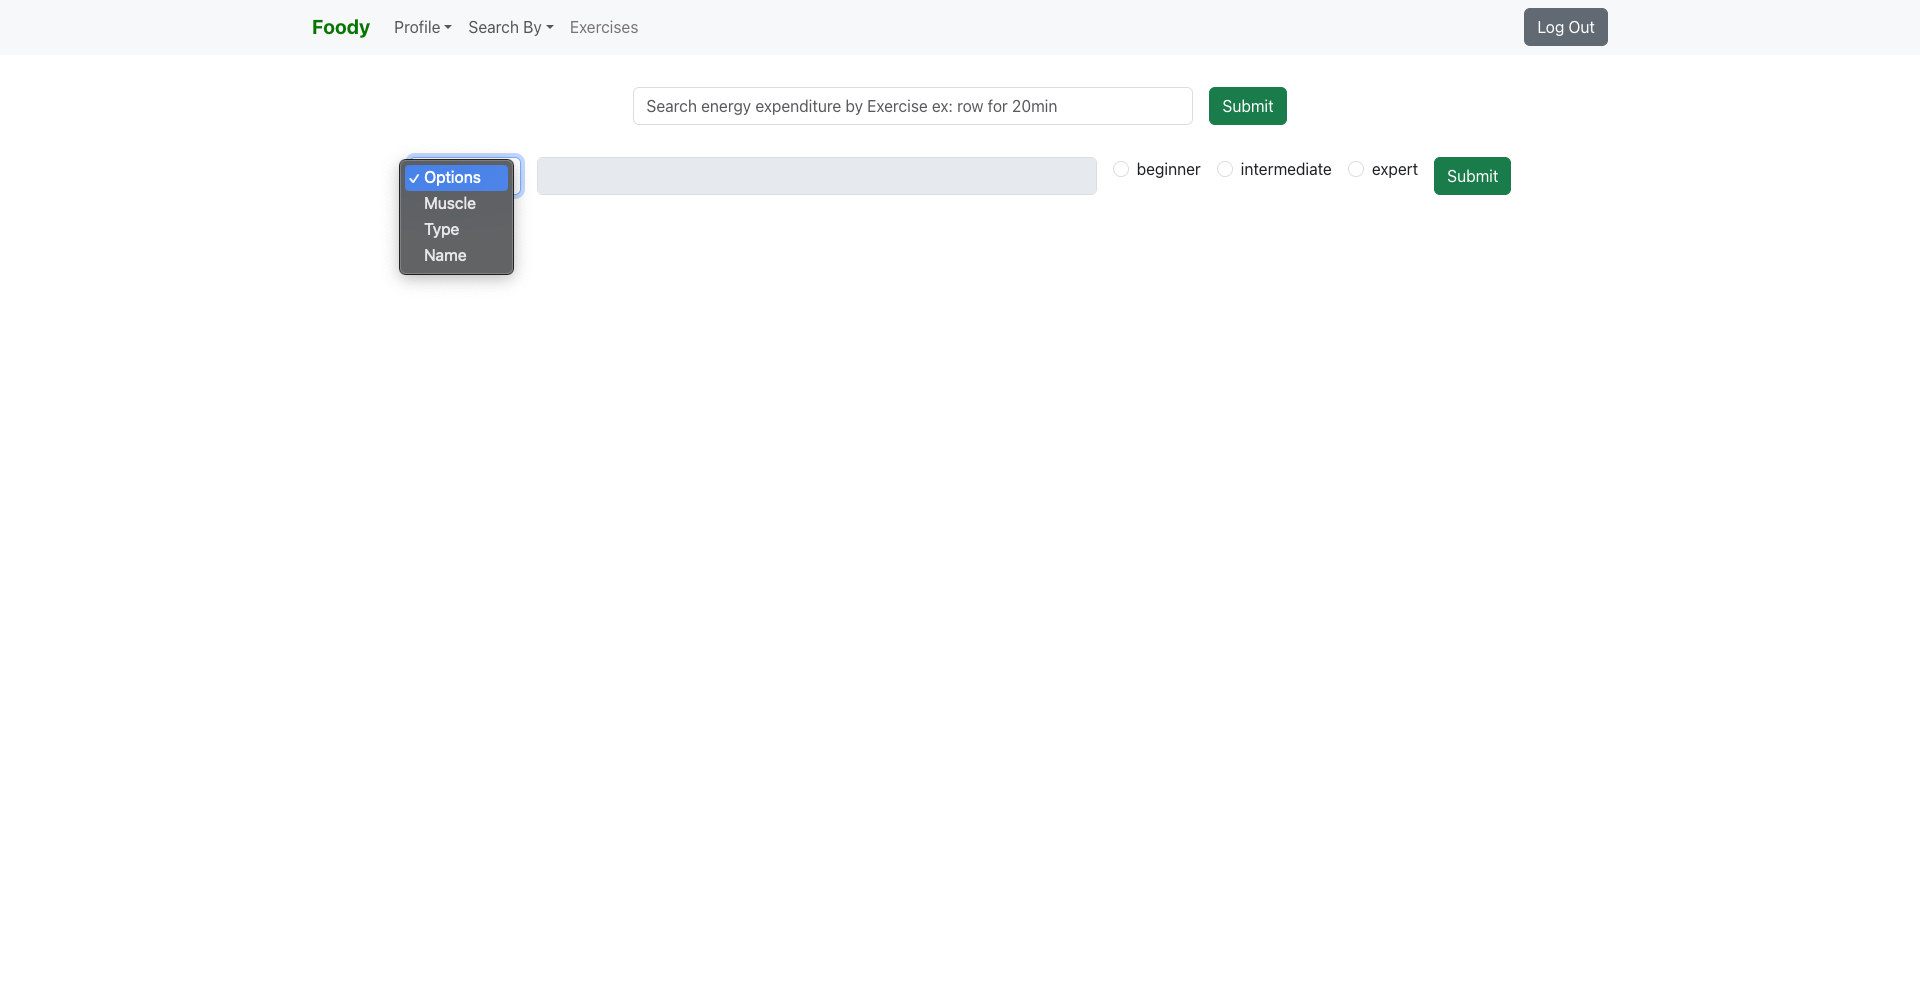 Foody Profile Search By Exercises Log Out
Search energy expenditure by Exercise ex: row for 20min Submit
Options
Muscle
Type
Name
beginner intermediate expert Submit